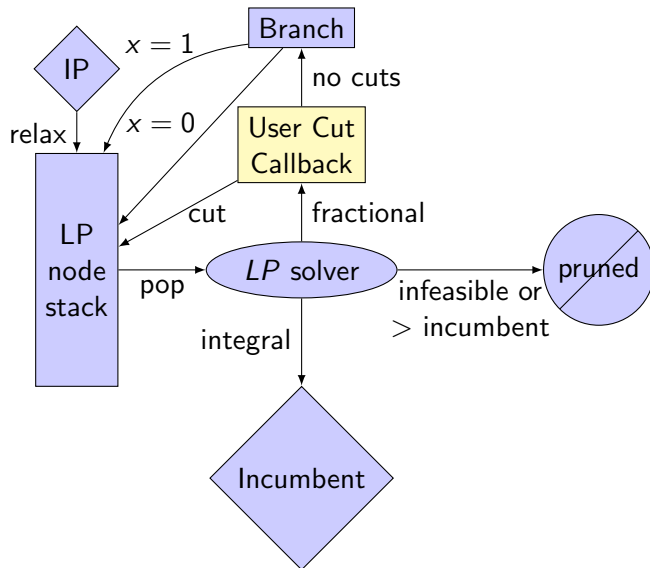 Branch
x = 1
IP
no cuts
relax
x = 0
User Cut
Callback
LP
node
stack
cut
fractional
LP solver
pruned
pop
infeasible or
> incumbent
integral
Incumbent